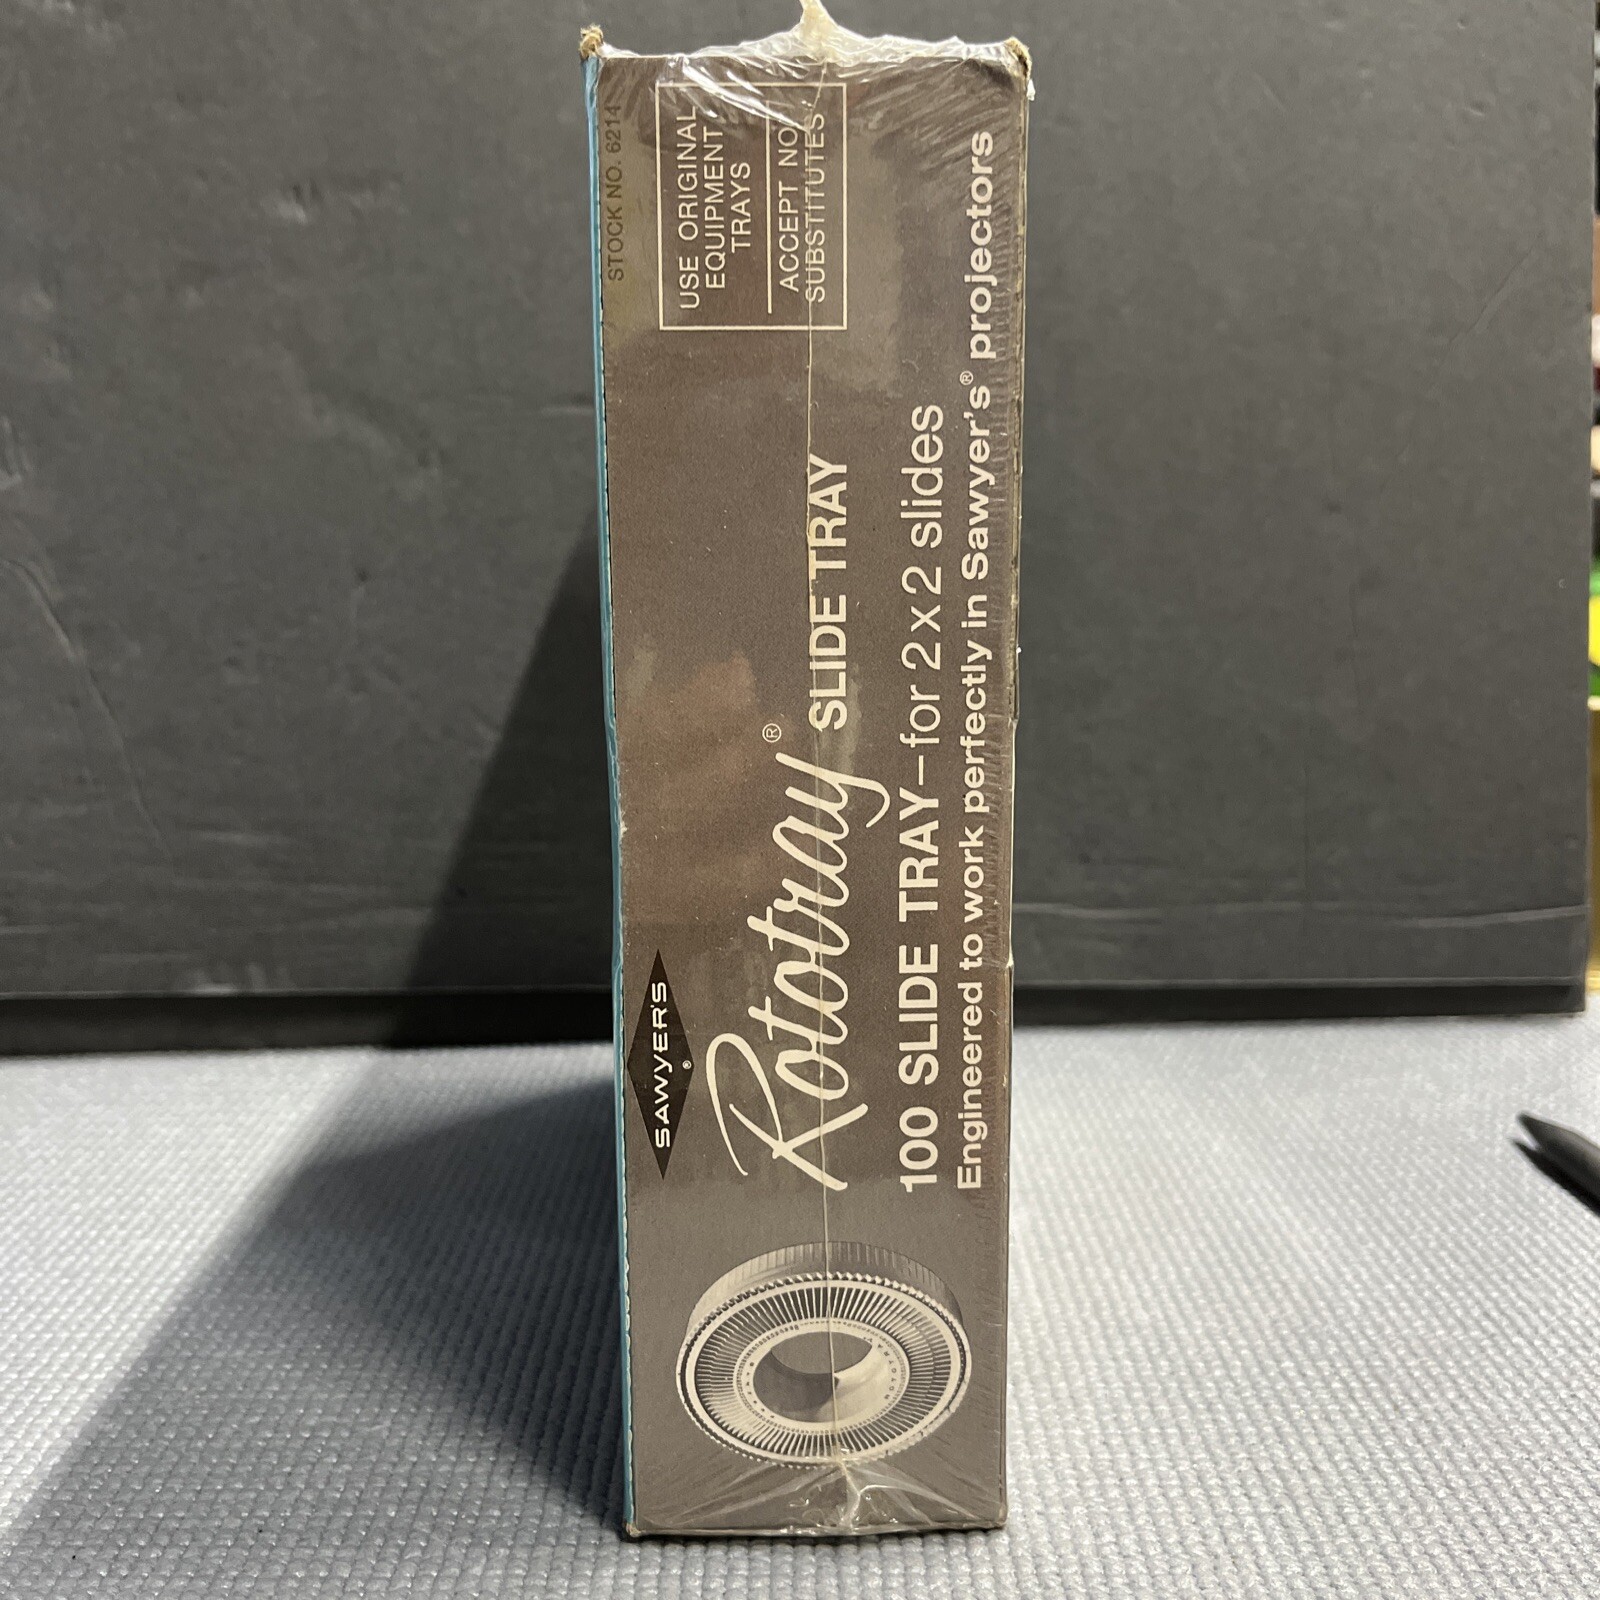 SAWYER'S ®
Rototray ® SLIDE TRAY
100 SLIDE TRAY–for 2 x 2 slides
Engineered to work perfectly in Sawyer's® projectors
STOCK NO. 6214
USE ORIGINAL
EQUIPMENT
TRAYS
ACCEPT NO
SUBSTITUTES